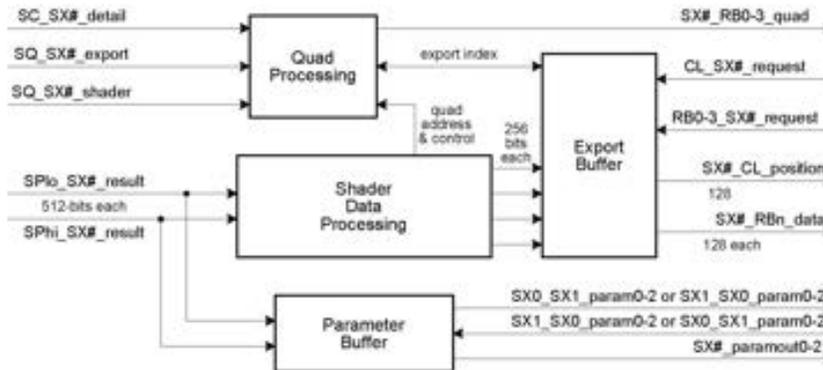 SC_SX#_detail
SX#_RB0-3_quad
SQ_SX#_export
Quad
Processing
export index
CL_SX#_request
SQ_SX#_shader
quad
address
& control
256
bits
each
RB0-3_SX#_request
Export
Buffer
SPlo_SX#_result
Shader
Data
Processing
SX#_CL_position
128
512-bits each
SPhi_SX#_result
SX#_RBn_data
128 each
Parameter
Buffer
SX0_SX1_param0-2 or SX1_SX0_param0-2
SX1_SX0_param0-2 or SX0_SX1_param0-2
SX#_paramout0-2